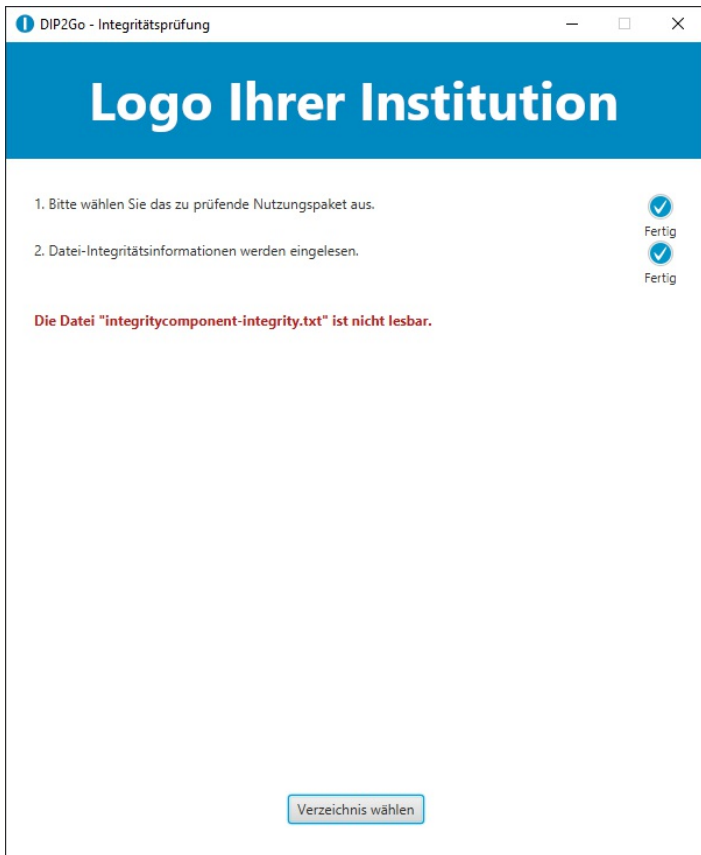 DIP2Go - Integritätsprüfung
Logo Ihrer Institution
1. Bitte wählen Sie das zu prüfende Nutzungspaket aus.
Fertig
2. Datei-Integritätsinformationen werden eingelesen.
Fertig
Die Datei "integritycomponent-integrity.txt" ist nicht lesbar.
Verzeichnis wählen